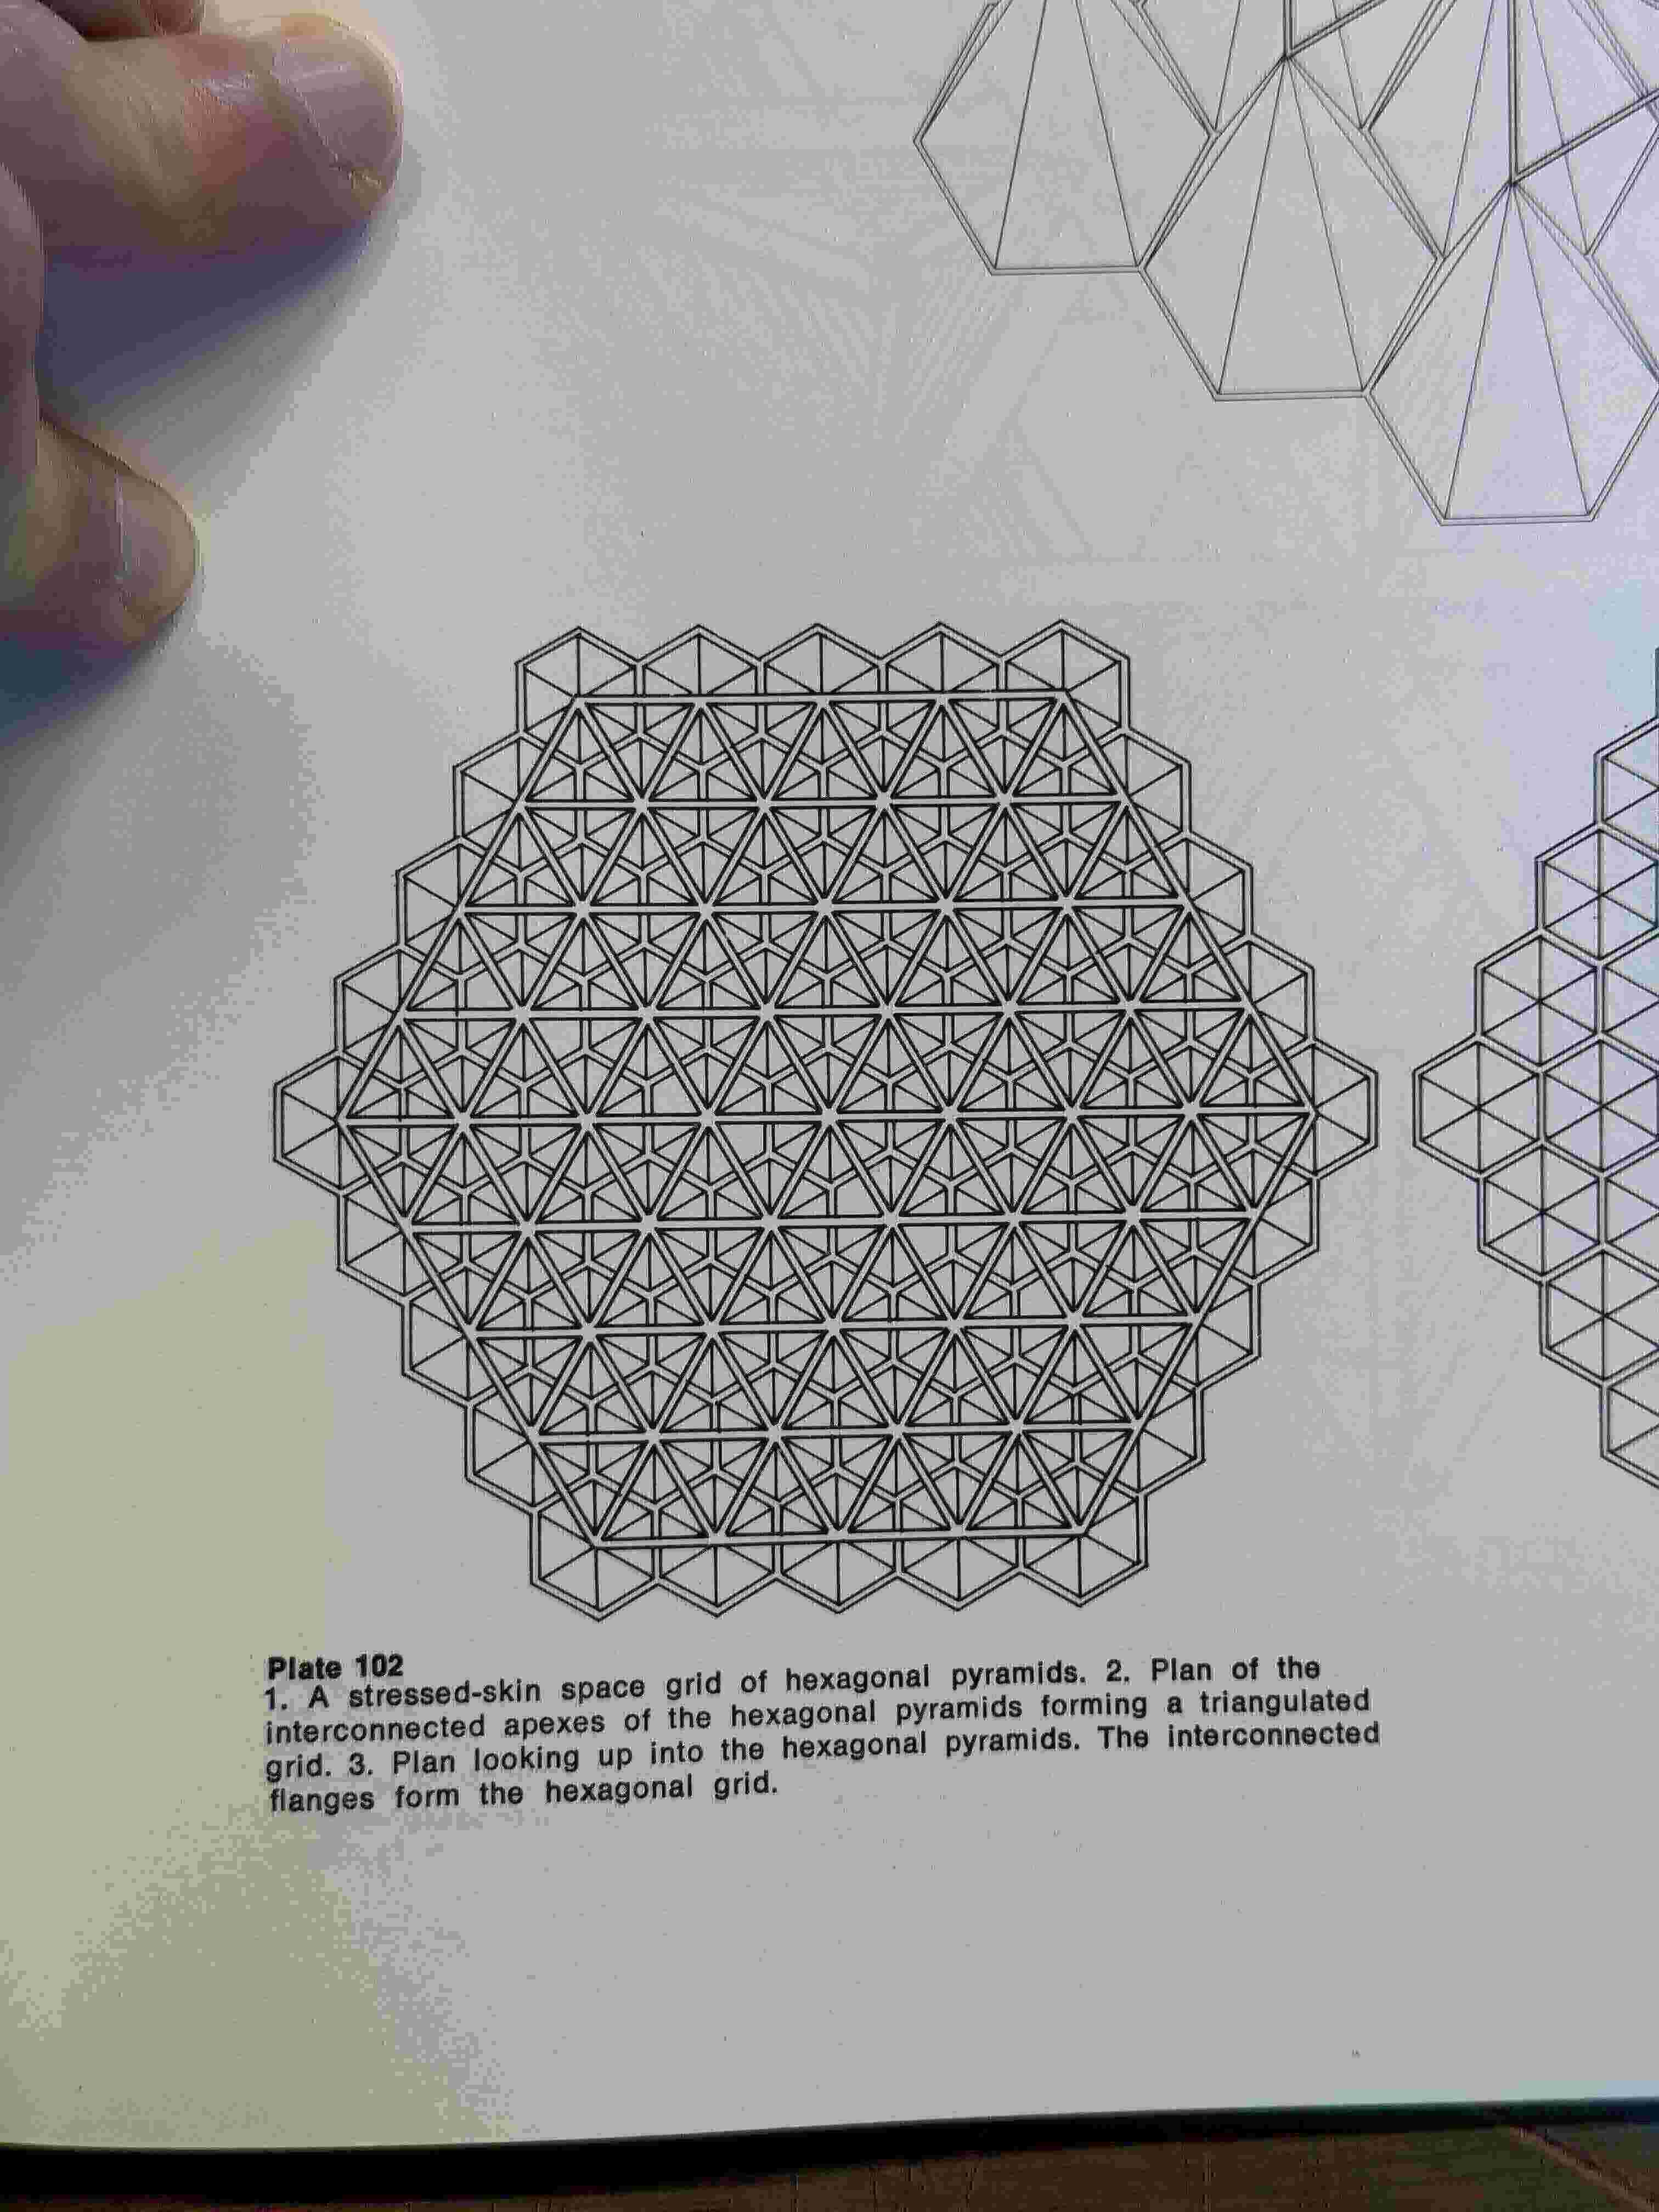 Plate 102
1. A stressed-skin space grid of hexagonal pyramids. 2. Plan of the
interconnected apexes of the hexagonal pyramids forming a triangulated
grid. 3. Plan looking up into the hexagonal pyramids. The interconnected
flanges form the hexagonal grid.